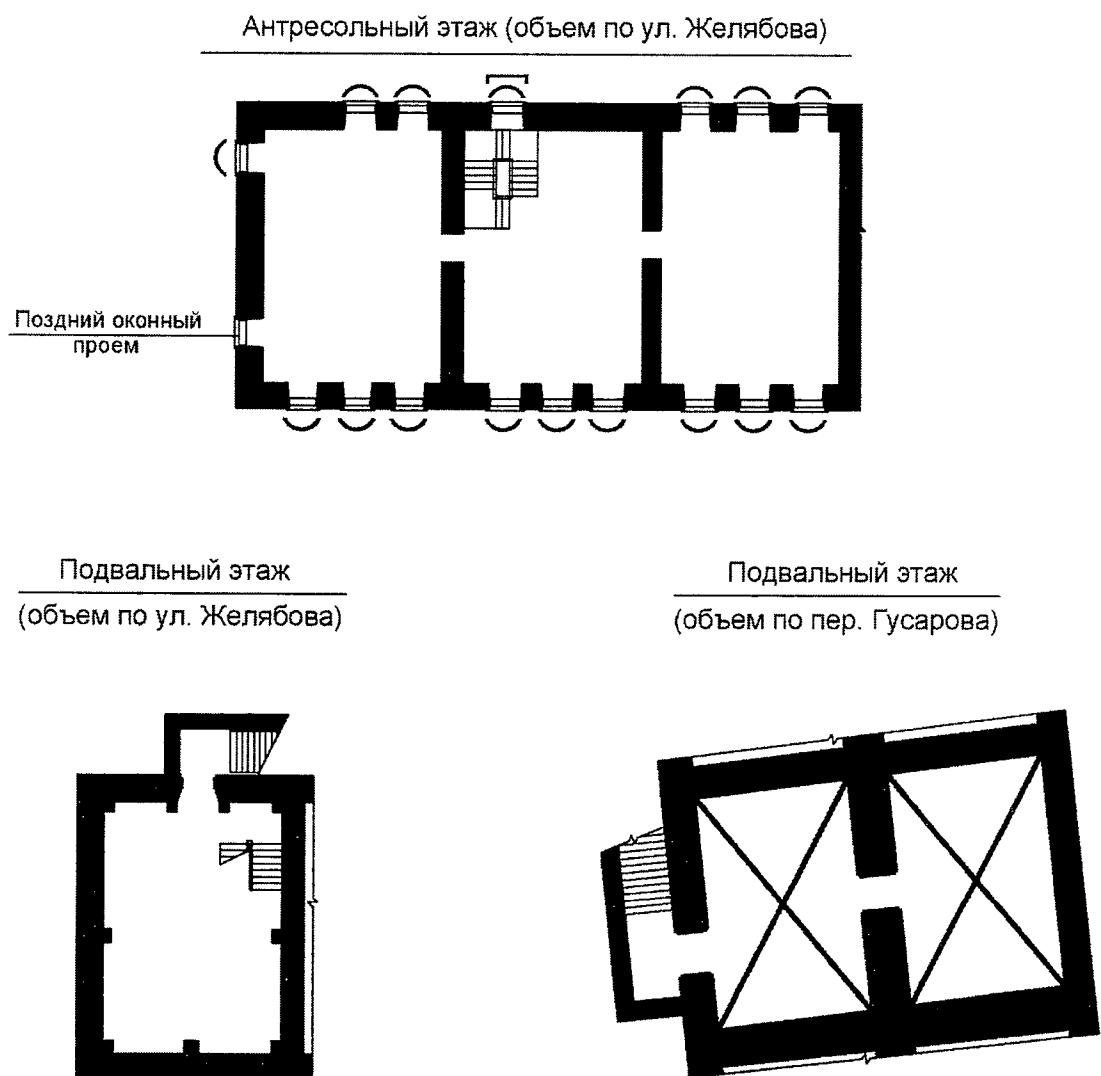 Антресольный этаж (объем по ул. Желябова)
Поздний оконный
проем
Подвальный этаж
(объем по ул. Желябова)
Подвальный этаж
(объем по пер. Гусарова)